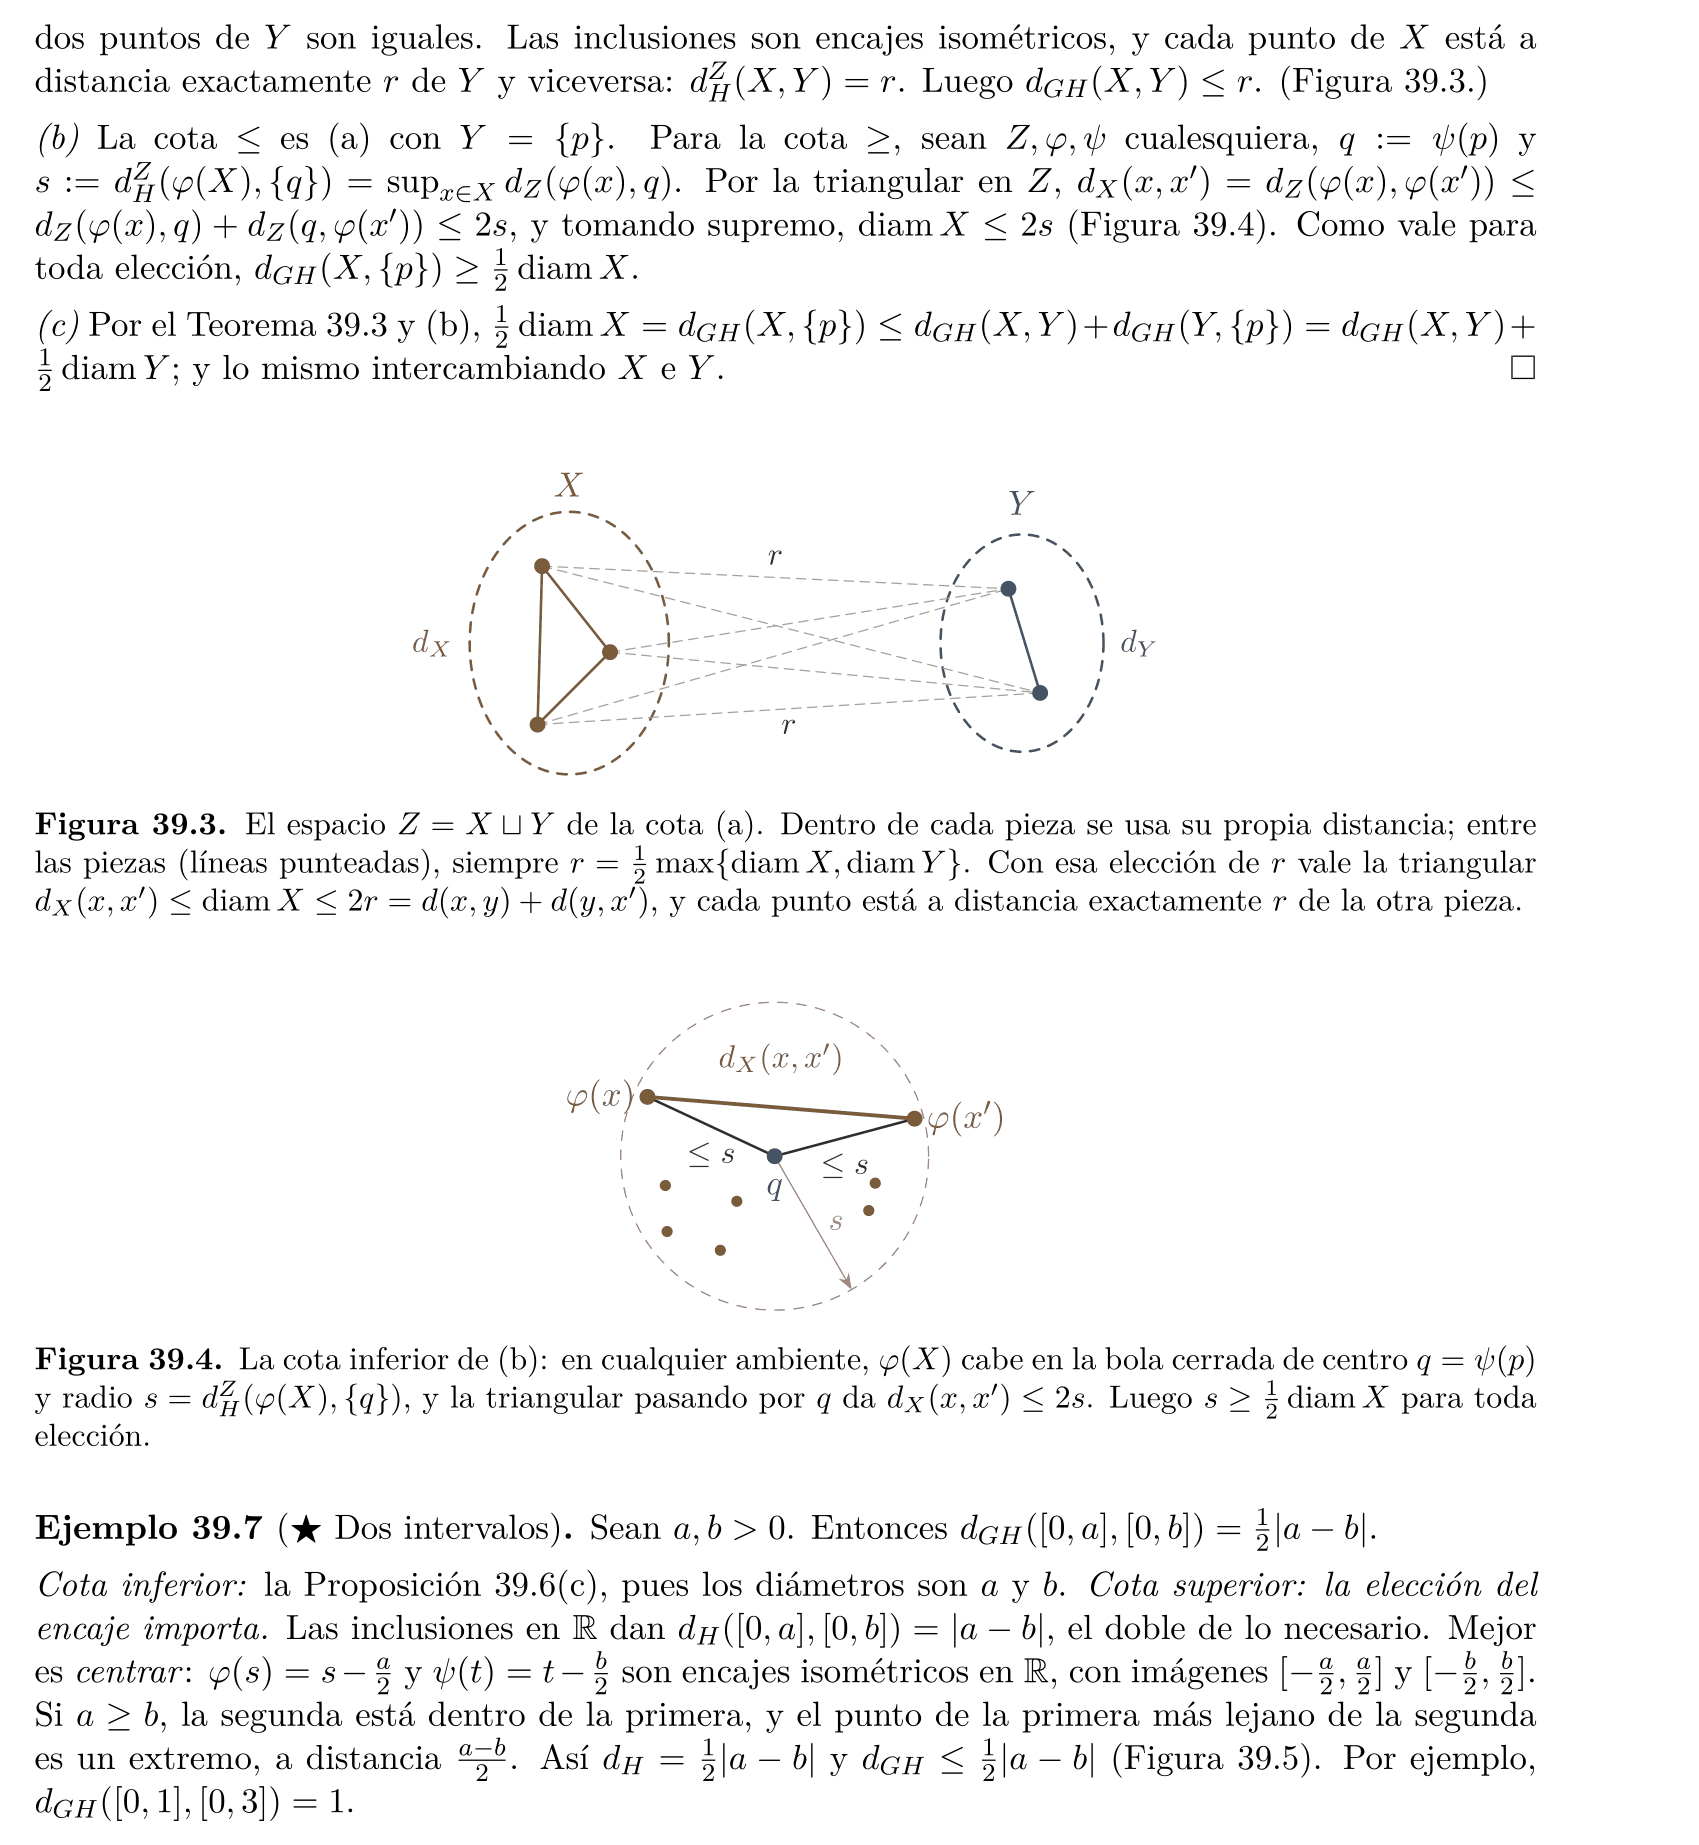 dos puntos de Y son iguales. Las inclusiones son encajes isométricos, y cada punto de X está a
distancia exactamente r de Y y viceversa: d_H^Z(X, Y) = r. Luego d_{GH}(X, Y) ≤ r. (Figura 39.3.)
(b) La cota ≤ es (a) con Y = {p}. Para la cota ≥, sean Z, φ, ψ cualesquiera, q := ψ(p) y
s := d_H^Z(φ(X), {q}) = sup_{x∈X} d_Z(φ(x), q). Por la triangular en Z, d_X(x, x′) = d_Z(φ(x), φ(x′)) ≤
d_Z(φ(x), q) + d_Z(q, φ(x′)) ≤ 2s, y tomando supremo, diam X ≤ 2s (Figura 39.4). Como vale para
toda elección, d_{GH}(X, {p}) ≥ ½ diam X.
(c) Por el Teorema 39.3 y (b), ½ diam X = d_{GH}(X, {p}) ≤ d_{GH}(X, Y) + d_{GH}(Y, {p}) = d_{GH}(X, Y) +
½ diam Y; y lo mismo intercambiando X e Y. □
X
Y
r
d_X
d_Y
r
Figura 39.3. El espacio Z = X ⊔ Y de la cota (a). Dentro de cada pieza se usa su propia distancia; entre
las piezas (líneas punteadas), siempre r = ½ max{diam X, diam Y}. Con esa elección de r vale la triangular
d_X(x, x′) ≤ diam X ≤ 2r = d(x, y) + d(y, x′), y cada punto está a distancia exactamente r de la otra pieza.
d_X(x, x′)
φ(x)
φ(x′)
≤ s
≤ s
q
s
Figura 39.4. La cota inferior de (b): en cualquier ambiente, φ(X) cabe en la bola cerrada de centro q = ψ(p)
y radio s = d_H^Z(φ(X), {q}), y la triangular pasando por q da d_X(x, x′) ≤ 2s. Luego s ≥ ½ diam X para toda
elección.
Ejemplo 39.7 (★ Dos intervalos). Sean a, b > 0. Entonces d_{GH}([0, a], [0, b]) = ½|a − b|.
Cota inferior: la Proposición 39.6(c), pues los diámetros son a y b. Cota superior: la elección del
encaje importa. Las inclusiones en ℝ dan d_H([0, a], [0, b]) = |a − b|, el doble de lo necesario. Mejor
es centrar: φ(s) = s − a/2 y ψ(t) = t − b/2 son encajes isométricos en ℝ, con imágenes [−a/2, a/2] y [−b/2, b/2].
Si a ≥ b, la segunda está dentro de la primera, y el punto de la primera más lejano de la segunda
es un extremo, a distancia (a−b)/2. Así d_H = ½|a − b| y d_{GH} ≤ ½|a − b| (Figura 39.5). Por ejemplo,
d_{GH}([0, 1], [0, 3]) = 1.